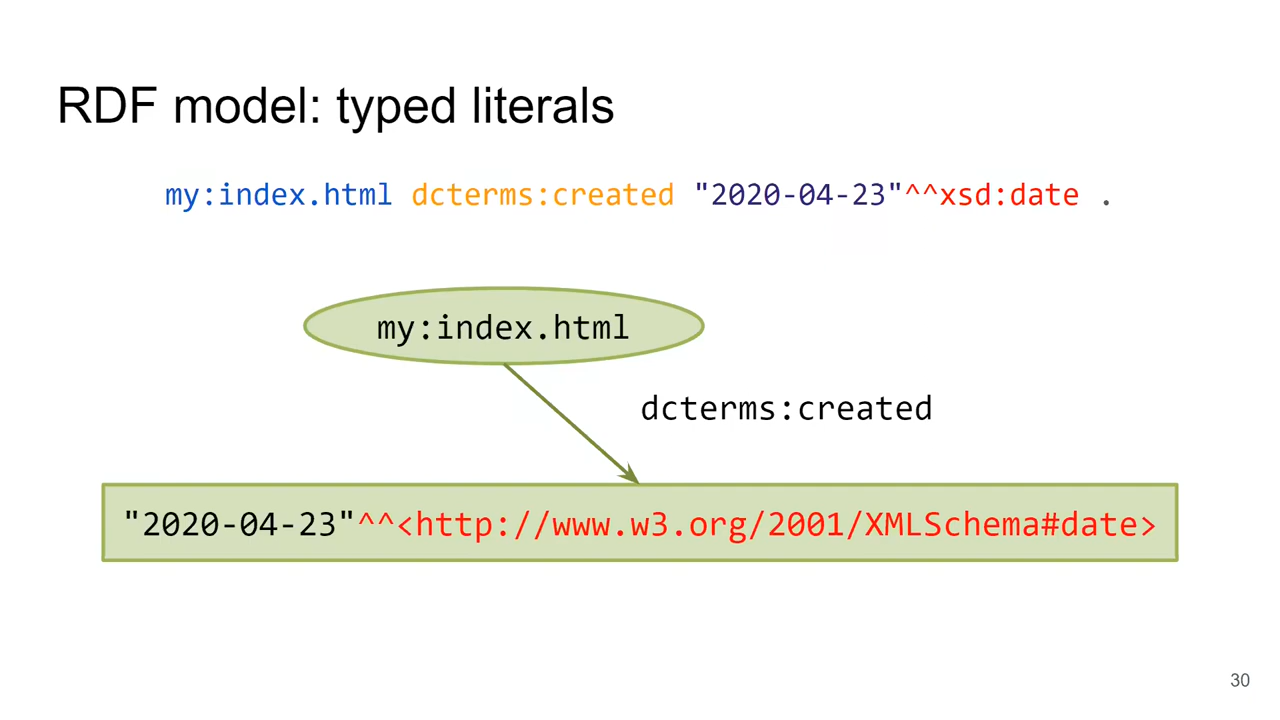 RDF model: typed literals
my:index.html dcterms:created "2020-04-23"^^xsd:date .
my:index.html
dcterms:created
"2020-04-23"^^<http://www.w3.org/2001/XMLSchema#date>
30